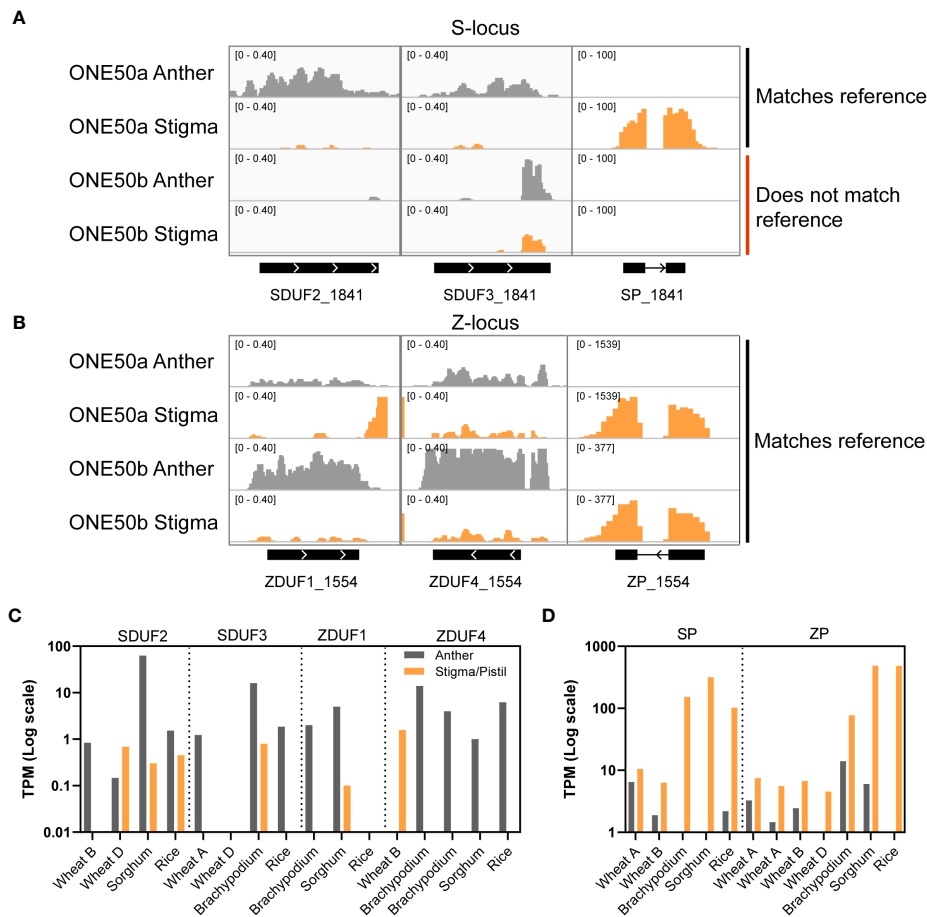 A
S-locus
ONE50a Anther
[0 - 0.40]
[0 - 0.40]
[0 - 100]
ONE50a Stigma
[0 - 0.40]
[0 - 0.40]
[0 - 100]
Matches reference
ONE50b Anther
[0 - 0.40]
[0 - 0.40]
[0 - 100]
ONE50b Stigma
[0 - 0.40]
[0 - 0.40]
[0 - 100]
Does not match
reference
SDUF2_1841
SDUF3_1841
SP_1841
B
Z-locus
ONE50a Anther
[0 - 0.40]
[0 - 0.40]
[0 - 1539]
ONE50a Stigma
[0 - 0.40]
[0 - 0.40]
[0 - 1539]
ONE50b Anther
[0 - 0.40]
[0 - 0.40]
[0 - 377]
ONE50b Stigma
[0 - 0.40]
[0 - 0.40]
[0 - 377]
Matches reference
ZDUF1_1554
ZDUF4_1554
ZP_1554
C
SDUF2
SDUF3
ZDUF1
ZDUF4
Anther
Stigma/Pistil
TPM (Log scale)
100
10
1
0.1
0.01
Wheat B
Wheat D
Sorghum
Rice
Wheat A
Wheat D
Brachypodium
Rice
Brachypodium
Sorghum
Rice
Wheat B
Brachypodium
Brachypodium
Sorghum
Rice
D
SP
ZP
TPM (Log scale)
1000
100
10
1
Wheat A
Wheat B
Brachypodium
Sorghum
Rice
Wheat A
Wheat A
Wheat B
Wheat D
Brachypodium
Sorghum
Rice